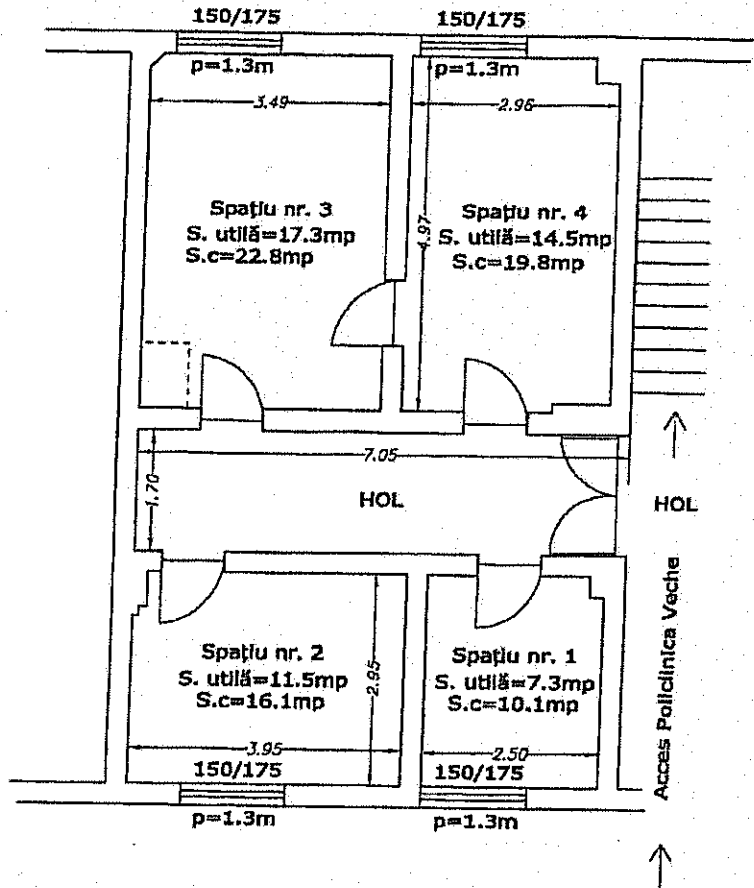 150/175
150/175
p=1.3m
p=1.3m
3.49
2.96
Spațiu nr. 3
S. utilă=17.3mp
S.c=22.8mp
4.97
Spațiu nr. 4
S. utilă=14.5mp
S.c=19.8mp
7.05
1.70
HOL
HOL
Spațiu nr. 2
S. utilă=11.5mp
S.c=16.1mp
2.95
Spațiu nr. 1
S. utilă=7.3mp
S.c=10.1mp
Acces Policlinica Veche
3.95
2.50
150/175
150/175
p=1.3m
p=1.3m